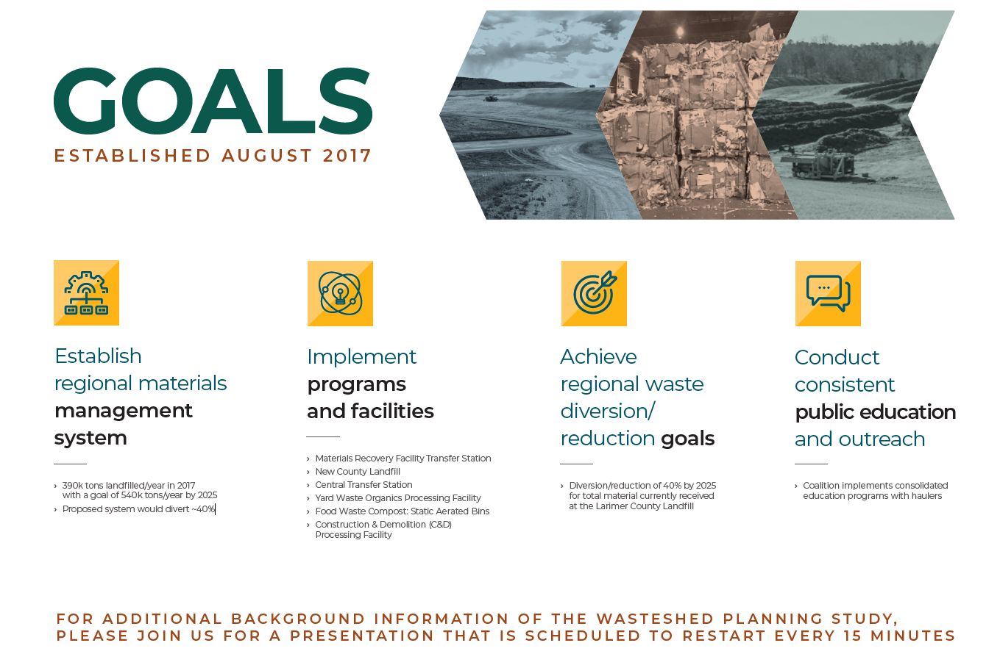 GOALS
ESTABLISHED AUGUST 2017
Establish
regional materials
management
system
› 390k tons landfilled/year in 2017
with a goal of 540k tons/year by 2025
› Proposed system would divert ~40%
Implement
programs
and facilities
› Materials Recovery Facility Transfer Station
› New County Landfill
› Central Transfer Station
› Yard Waste Organics Processing Facility
› Food Waste Compost: Static Aerated Bins
› Construction & Demolition (C&D)
Processing Facility
Achieve
regional waste
diversion/
reduction goals
› Diversion/reduction of 40% by 2025
for total material currently received
at the Larimer County Landfill
Conduct
consistent
public education
and outreach
› Coalition implements consolidated
education programs with haulers
FOR ADDITIONAL BACKGROUND INFORMATION OF THE WASTESHED PLANNING STUDY,
PLEASE JOIN US FOR A PRESENTATION THAT IS SCHEDULED TO RESTART EVERY 15 MINUTES